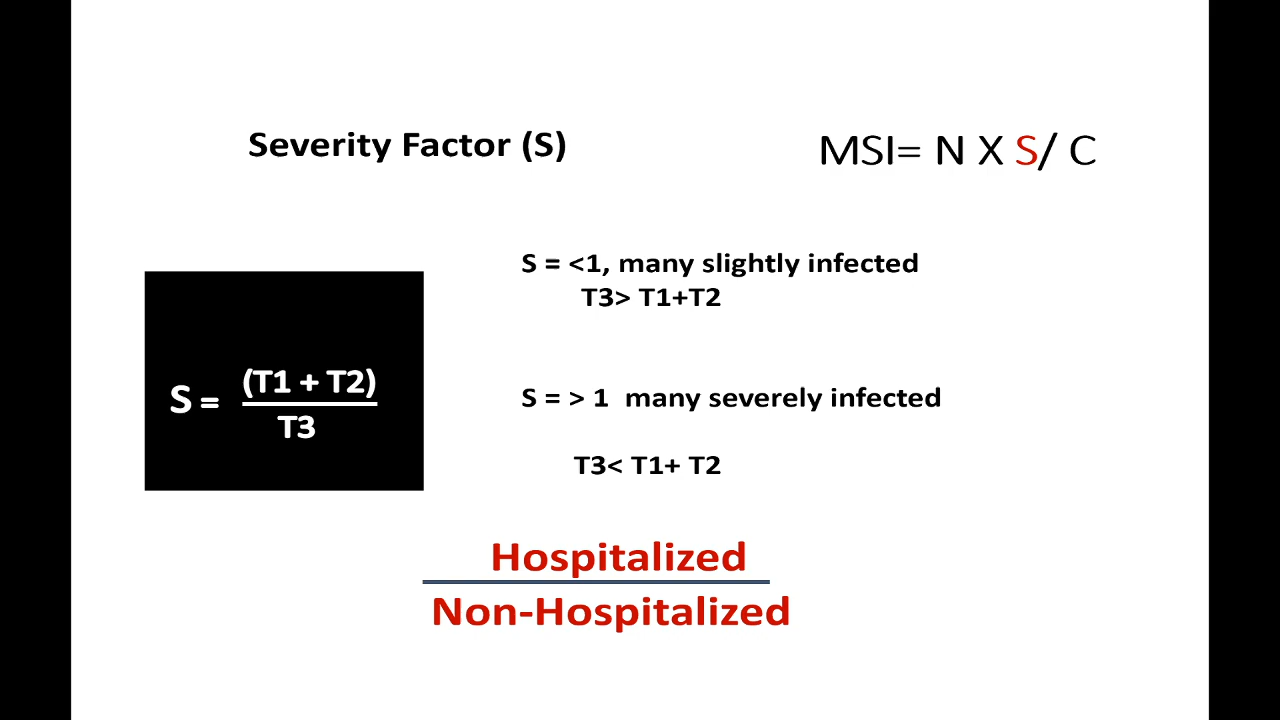 Severity Factor (S)
MSI= N X S/ C
S = <1, many slightly infected
T3> T1+T2
S = (T1 + T2)
T3
S = > 1 many severely infected
T3< T1+ T2
Hospitalized
Non-Hospitalized